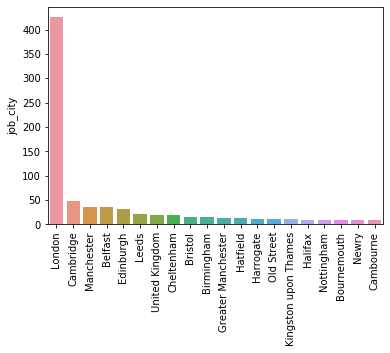 400
350
300
250
200
150
100
50
0
job_city
London
Cambridge
Manchester
Belfast
Edinburgh
Leeds
United Kingdom
Cheltenham
Bristol
Birmingham
Greater Manchester
Hatfield
Harrogate
Old Street
Kingston upon Thames
Halifax
Nottingham
Bournemouth
Newry
Cambourne